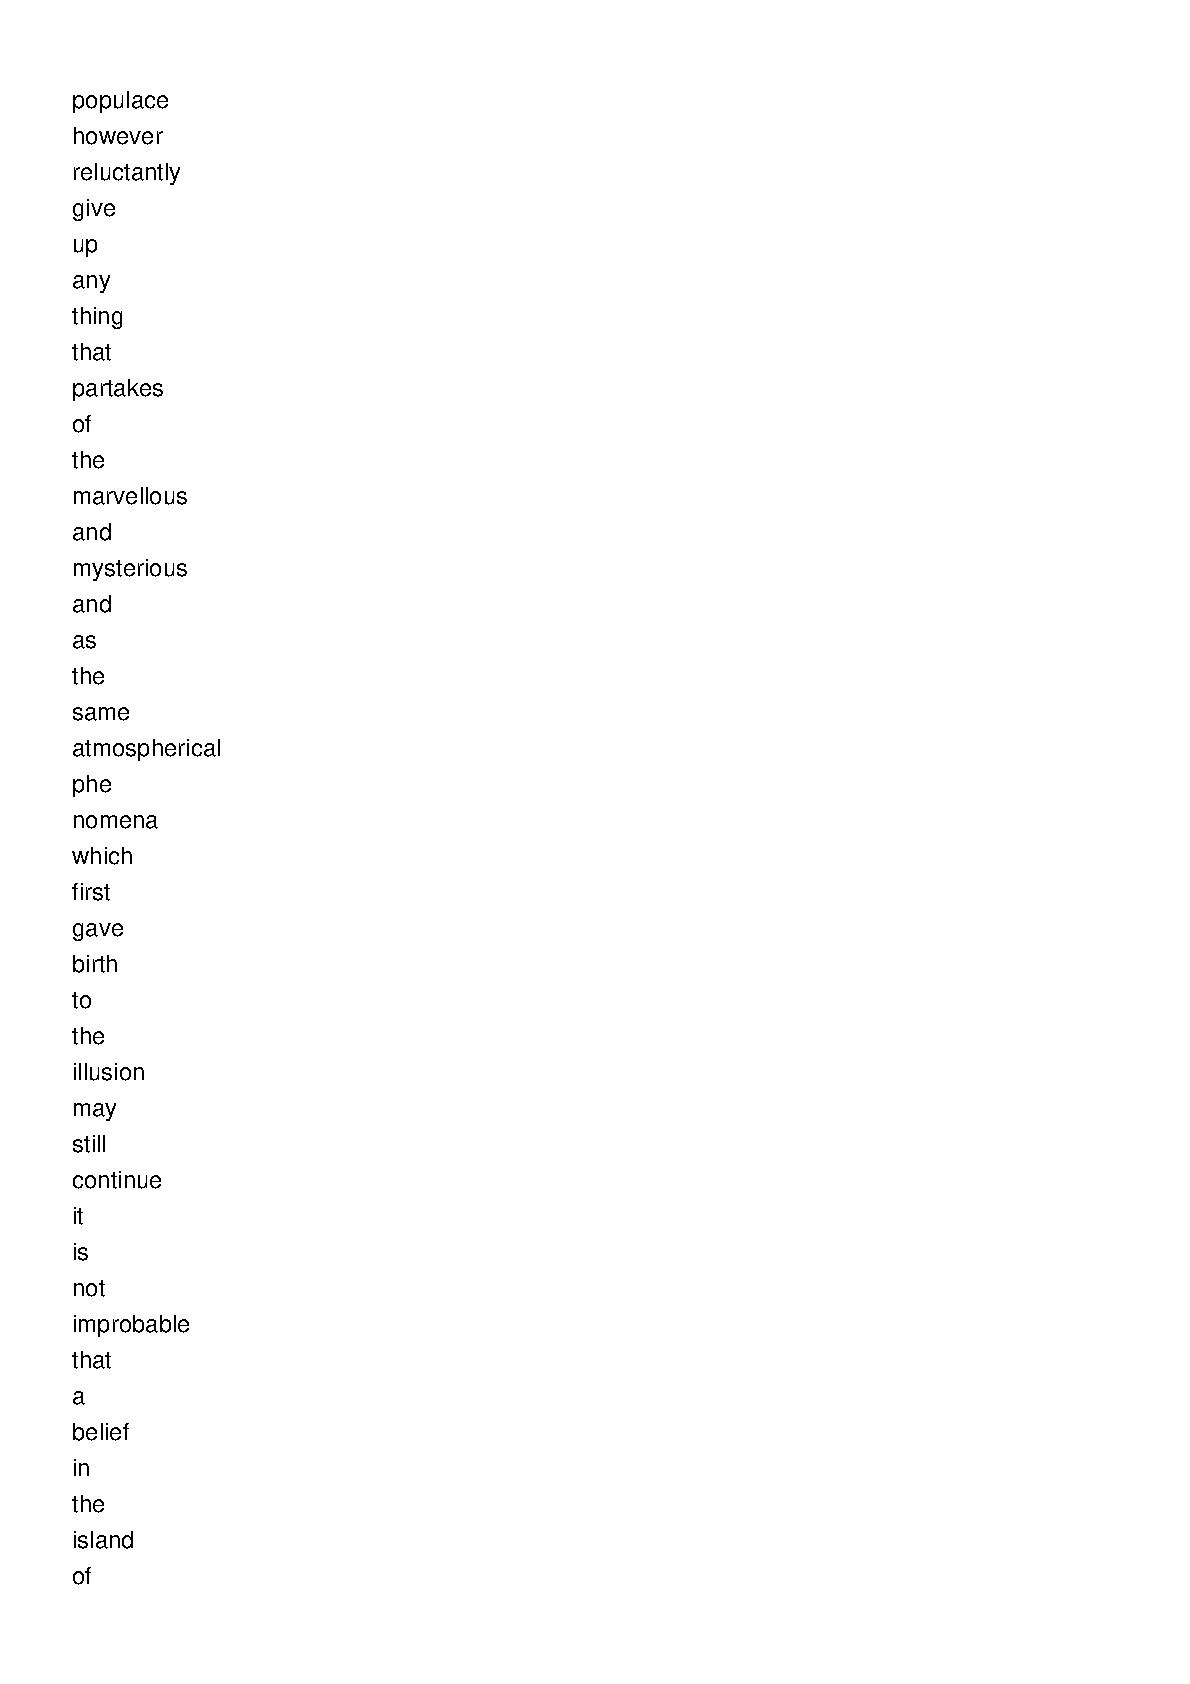 populace
however
reluctantly
give
up
any
thing
that
partakes
of
the
marvellous
and
mysterious
and
as
the
same
atmospherical
phe
nomena
which
first
gave
birth
to
the
illusion
may
still
continue
it
is
not
improbable
that
a
belief
in
the
island
of